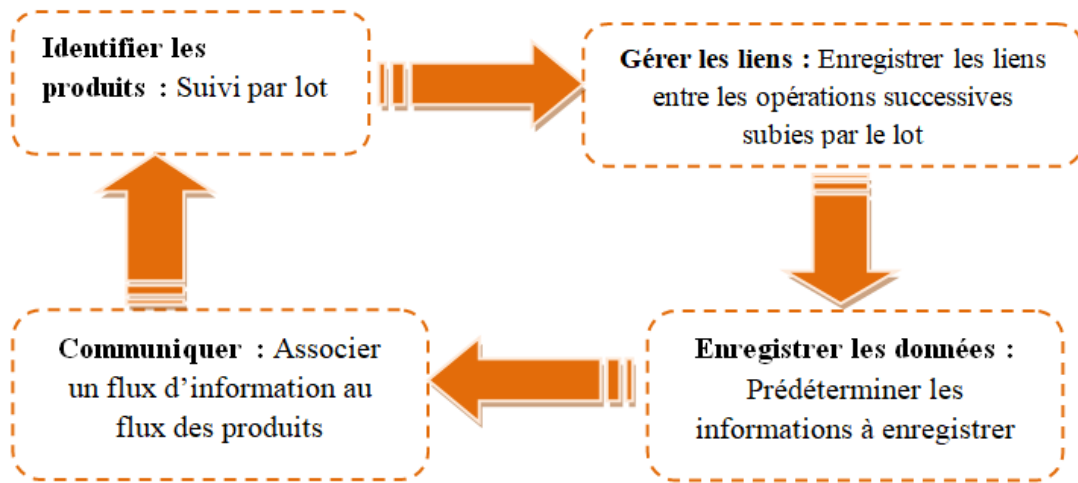 Identifier les
produits : Suivi par lot
Gérer les liens : Enregistrer les liens
entre les opérations successives
subies par le lot
Communiquer : Associer
un flux d’information au
flux des produits
Enregistrer les données :
Prédéterminer les
informations à enregistrer